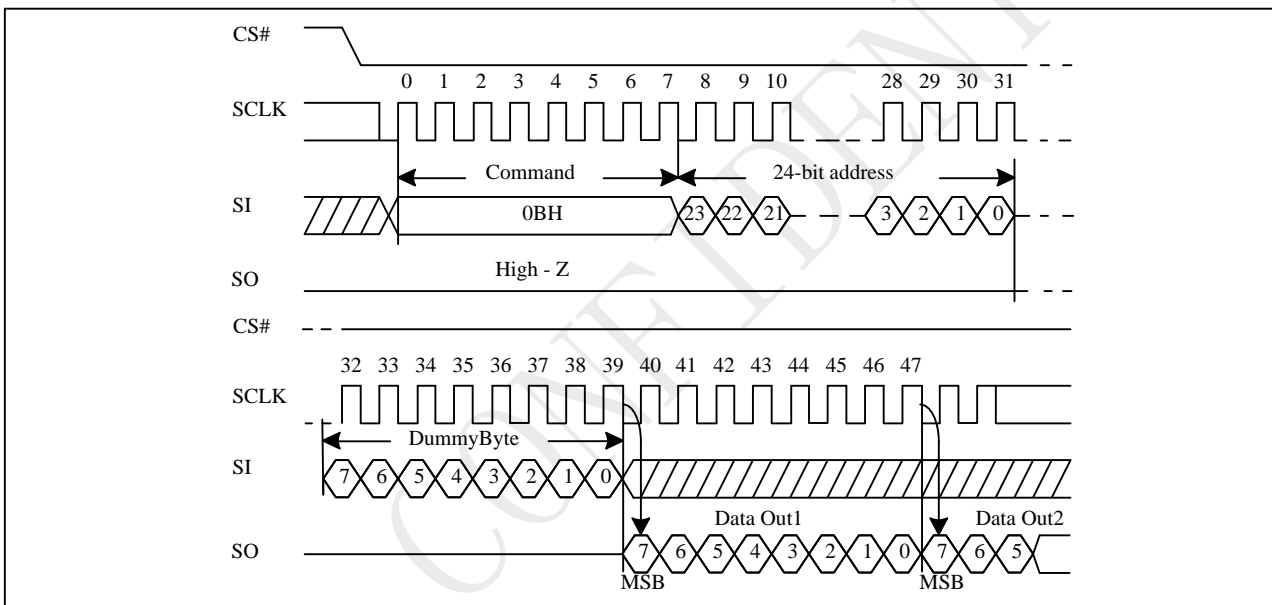 CS#
0 1 2 3 4 5 6 7 8 9 10 28 29 30 31
SCLK
Command 24-bit address
SI 0BH 23 22 21 3 2 1 0
High - Z
SO
CS#
32 33 34 35 36 37 38 39 40 41 42 43 44 45 46 47
SCLK
DummyByte
SI 7 6 5 4 3 2 1 0
Data Out1 Data Out2
SO 7 6 5 4 3 2 1 0 7 6 5
MSB MSB
CONFIDENT